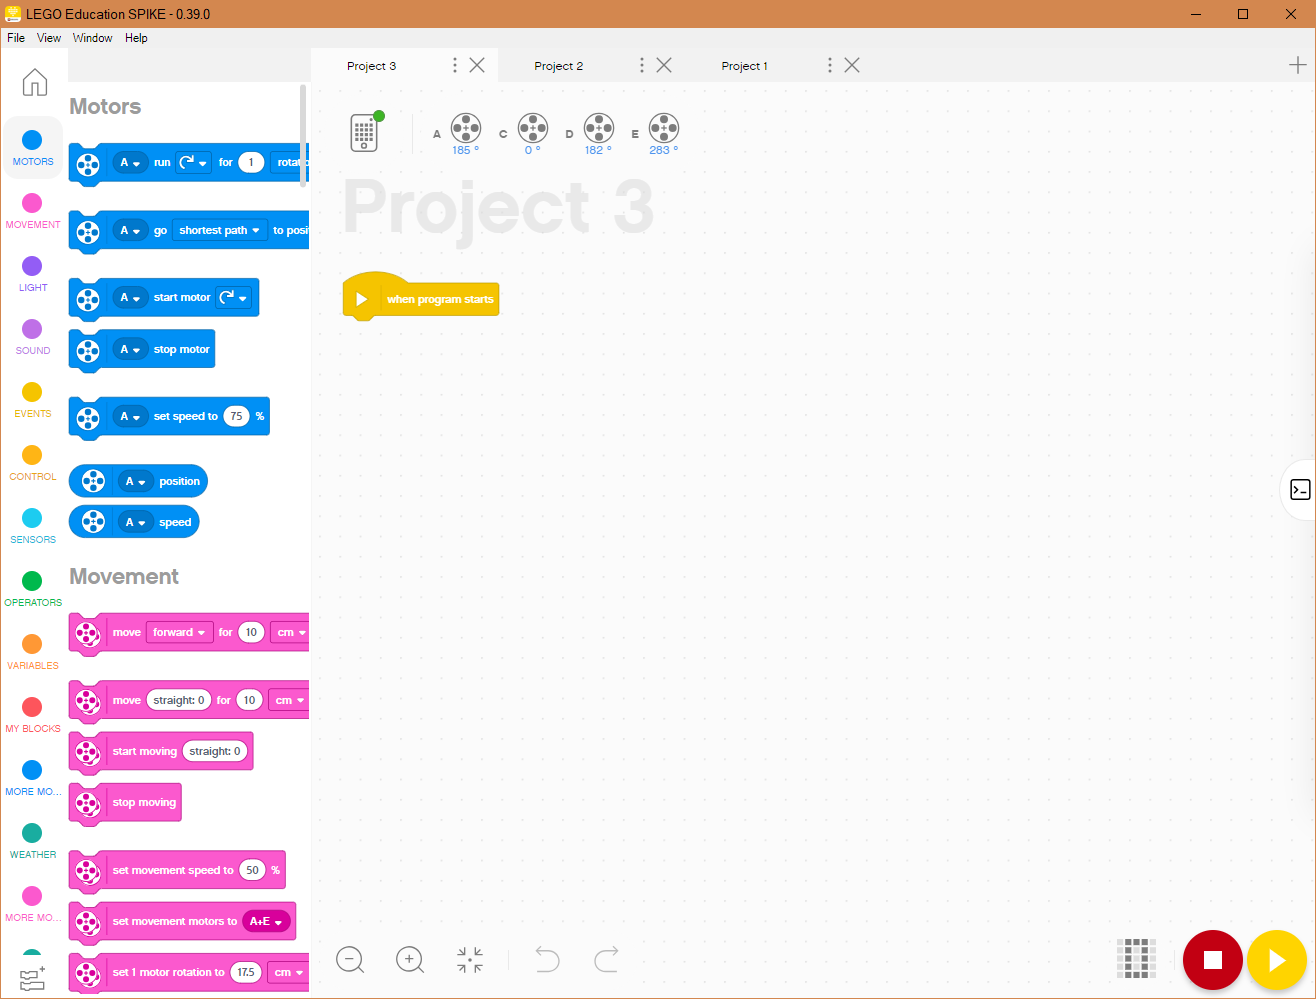 LEGO Education SPIKE - 0.39.0
File View Window Help
Project 3
Project 2
Project 1
MOTORS
MOVEMENT
LIGHT
SOUND
EVENTS
CONTROL
SENSORS
OPERATORS
VARIABLES
MY BLOCKS
MORE MO...
WEATHER
MORE MO...
Motors
A run for 1
A go shortest path to
A start motor
A stop motor
A set speed to 75 %
A position
A speed
Movement
move forward for 10 cm
move straight: 0 for 10 cm
start moving straight: 0
stop moving
set movement speed to 50 %
set movement motors to A+E
set 1 motor rotation to 17.5 cm
A C D E
185 ° 0 ° 182 ° 283 °
Project 3
when program starts